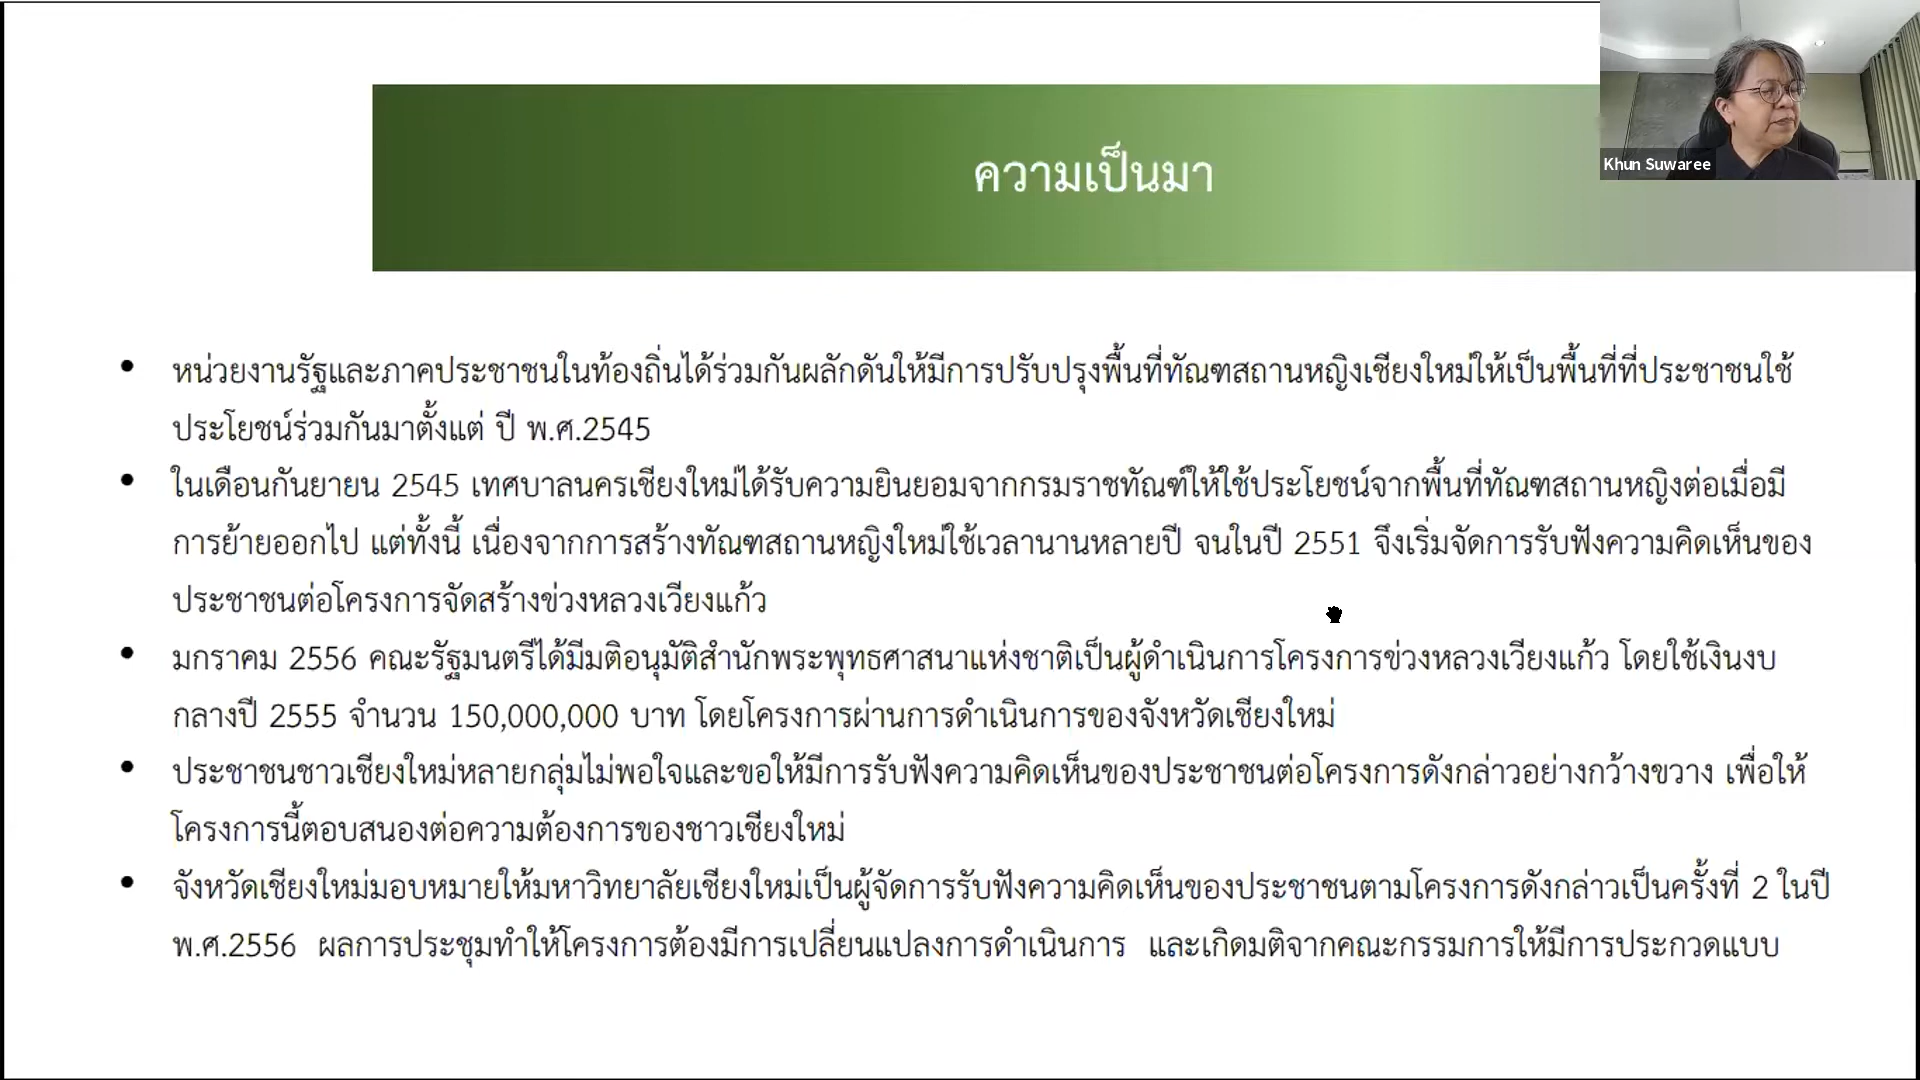 ความเป็นมา
Khun Suwaree
• หน่วยงานรัฐและภาคประชาชนในท้องถิ่นได้ร่วมกันผลักดันให้มีการปรับปรุงพื้นที่ทัณฑสถานหญิงเชียงใหม่ให้เป็นพื้นที่ที่ประชาชนใช้
ประโยชน์ร่วมกันมาตั้งแต่ ปี พ.ศ.2545
• ในเดือนกันยายน 2545 เทศบาลนครเชียงใหม่ได้รับความยินยอมจากกรมราชทัณฑ์ให้ใช้ประโยชน์จากพื้นที่ทัณฑสถานหญิงต่อเมื่อมี
การย้ายออกไป แต่ทั้งนี้ เนื่องจากการสร้างทัณฑสถานหญิงใหม่ใช้เวลานานหลายปี จนในปี 2551 จึงเริ่มจัดการรับฟังความคิดเห็นของ
ประชาชนต่อโครงการจัดสร้างข่วงหลวงเวียงแก้ว
• มกราคม 2556 คณะรัฐมนตรีได้มีมติอนุมัติสำนักพระพุทธศาสนาแห่งชาติเป็นผู้ดำเนินการโครงการข่วงหลวงเวียงแก้ว โดยใช้เงินงบ
กลางปี 2555 จำนวน 150,000,000 บาท โดยโครงการผ่านการดำเนินการของจังหวัดเชียงใหม่
• ประชาชนชาวเชียงใหม่หลายกลุ่มไม่พอใจและขอให้มีการรับฟังความคิดเห็นของประชาชนต่อโครงการดังกล่าวอย่างกว้างขวาง เพื่อให้
โครงการนี้ตอบสนองต่อความต้องการของชาวเชียงใหม่
• จังหวัดเชียงใหม่มอบหมายให้มหาวิทยาลัยเชียงใหม่เป็นผู้จัดการรับฟังความคิดเห็นของประชาชนตามโครงการดังกล่าวเป็นครั้งที่ 2 ในปี
พ.ศ.2556 ผลการประชุมทำให้โครงการต้องมีการเปลี่ยนแปลงการดำเนินการ และเกิดมติจากคณะกรรมการให้มีการประกวดแบบ